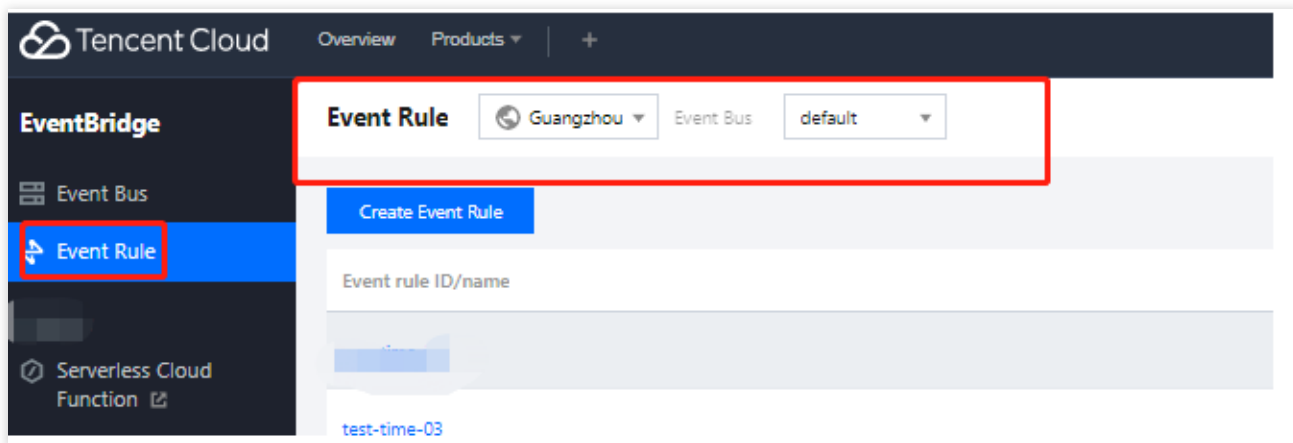 Tencent Cloud Overview Products +
EventBridge
Event Rule Guangzhou Event Bus default
Event Bus
Create Event Rule
Event Rule
Event rule ID/name
Serverless Cloud
Function
test-time-03